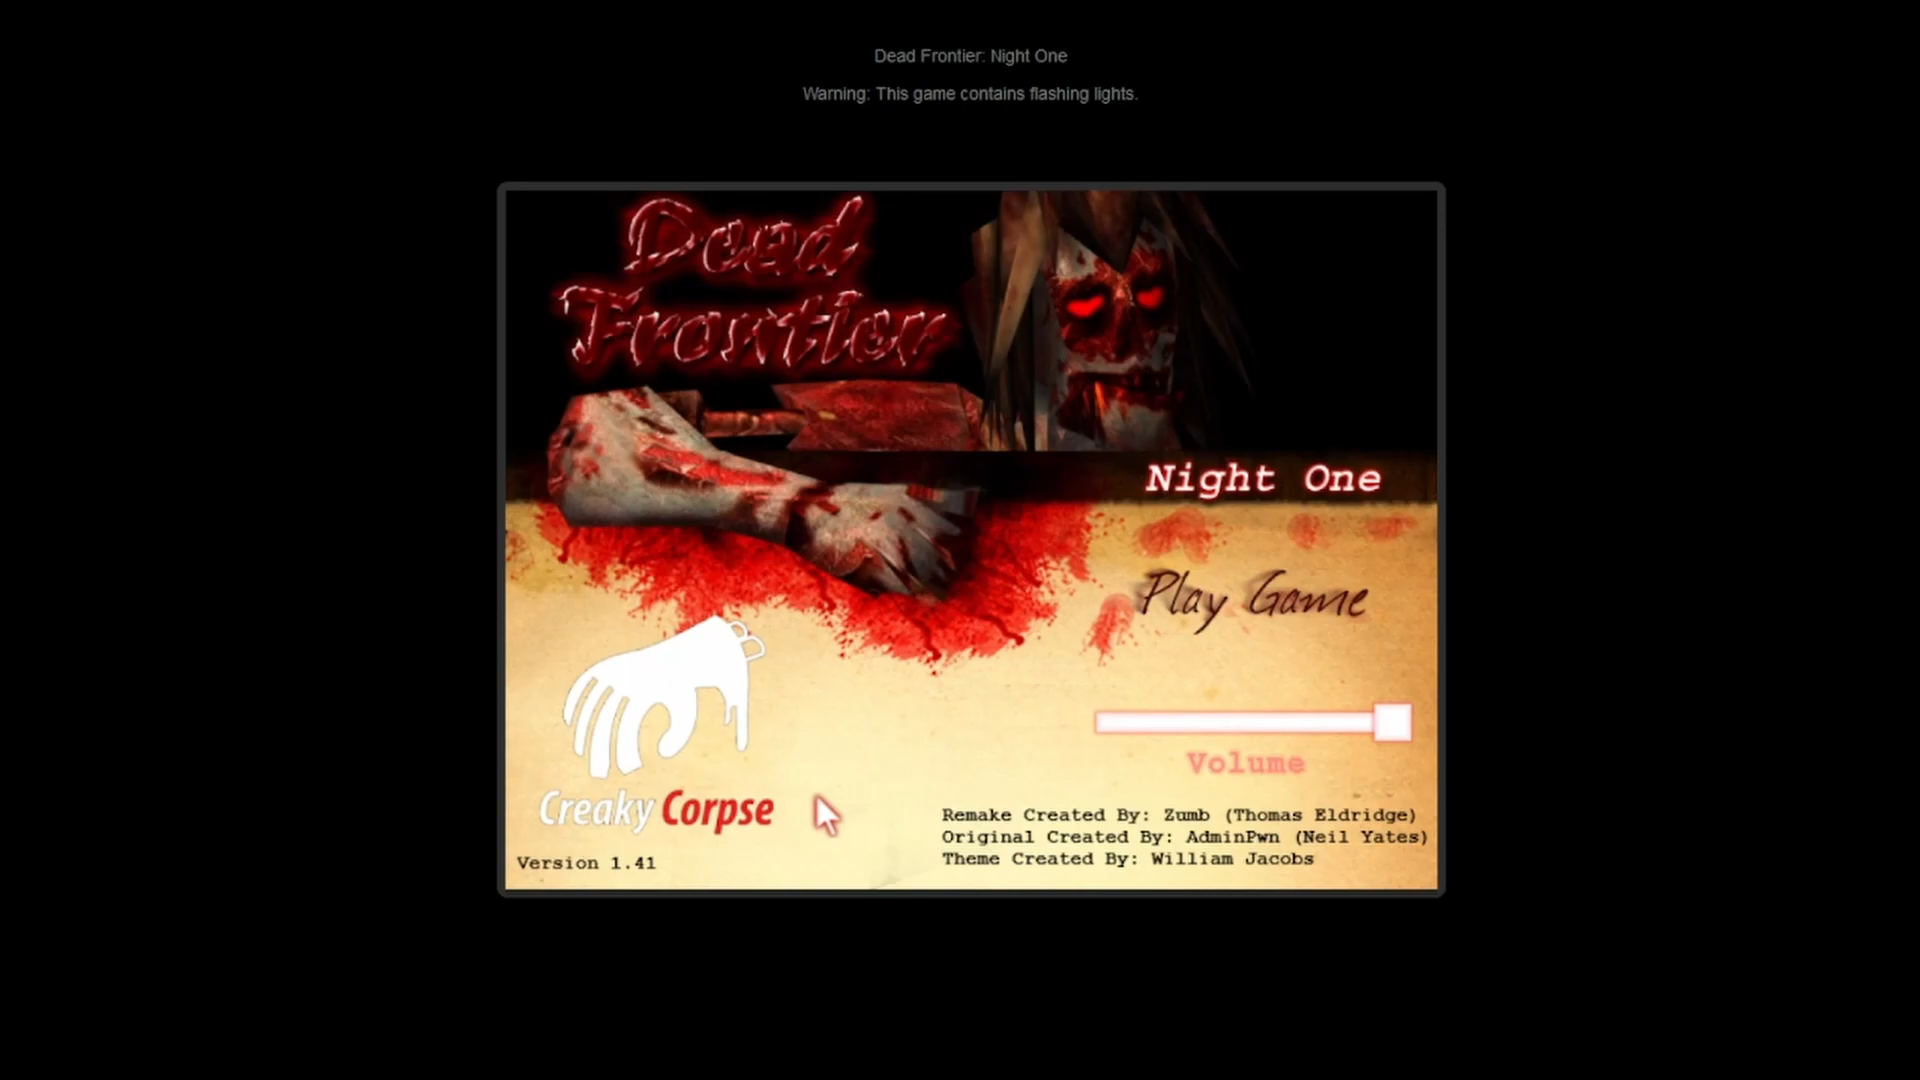 Dead Frontier: Night One
Warning: This game contains flashing lights.
Dead
Frontier
Night One
Play Game
Volume
Creaky Corpse
Remake Created By: Zumb (Thomas Eldridge)
Original Created By: AdminPwn (Neil Yates)
Theme Created By: William Jacobs
Version 1.41